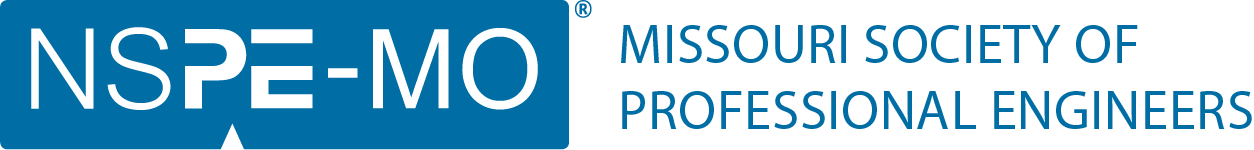 NSPE-MO®
MISSOURI SOCIETY OF
PROFESSIONAL ENGINEERS